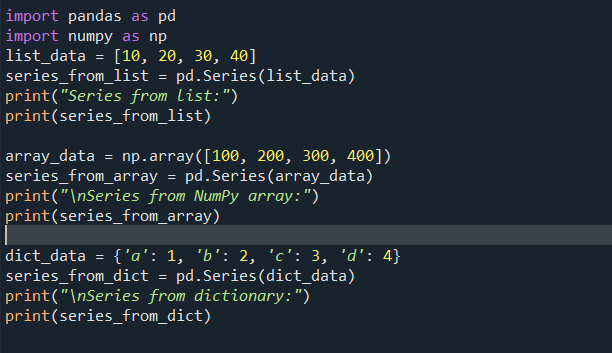 import pandas as pd
import numpy as np
list_data = [10, 20, 30, 40]
series_from_list = pd.Series(list_data)
print("Series from list:")
print(series_from_list)

array_data = np.array([100, 200, 300, 400])
series_from_array = pd.Series(array_data)
print("\nSeries from NumPy array:")
print(series_from_array)

dict_data = {'a': 1, 'b': 2, 'c': 3, 'd': 4}
series_from_dict = pd.Series(dict_data)
print("\nSeries from dictionary:")
print(series_from_dict)